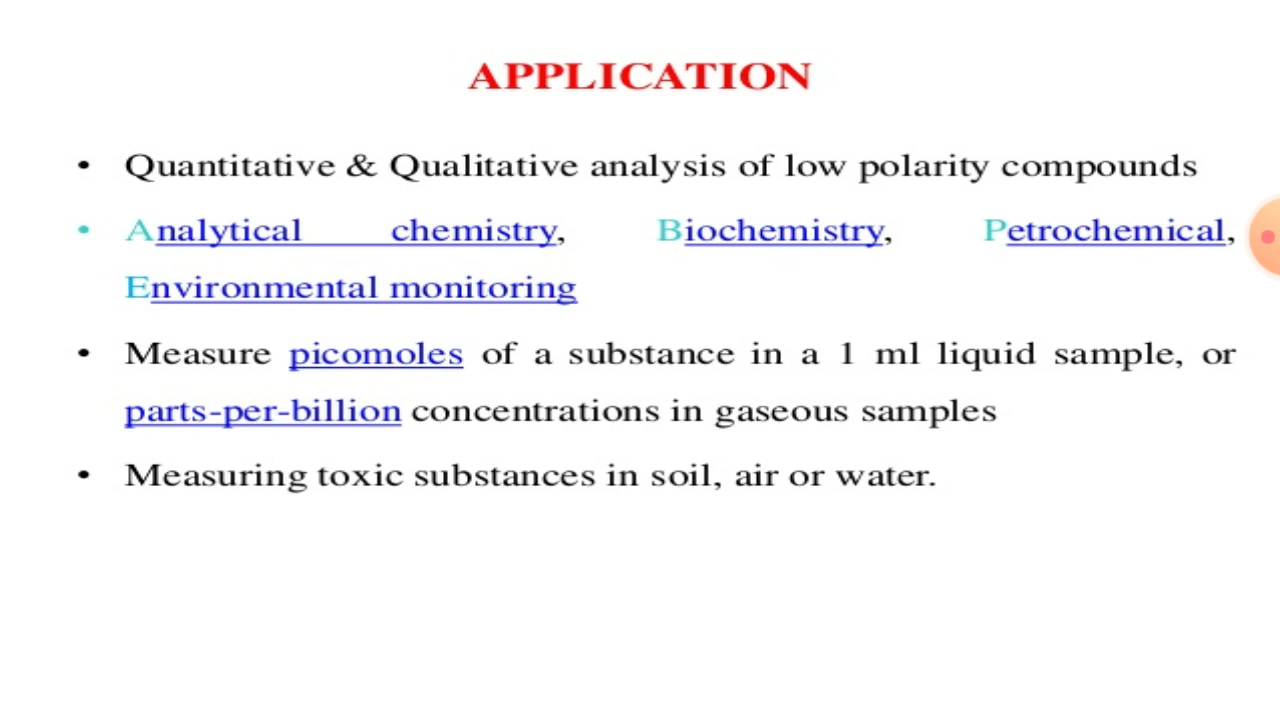 APPLICATION
• Quantitative & Qualitative analysis of low polarity compounds
• Analytical chemistry, Biochemistry, Petrochemical,
Environmental monitoring
• Measure picomoles of a substance in a 1 ml liquid sample, or
parts-per-billion concentrations in gaseous samples
• Measuring toxic substances in soil, air or water.